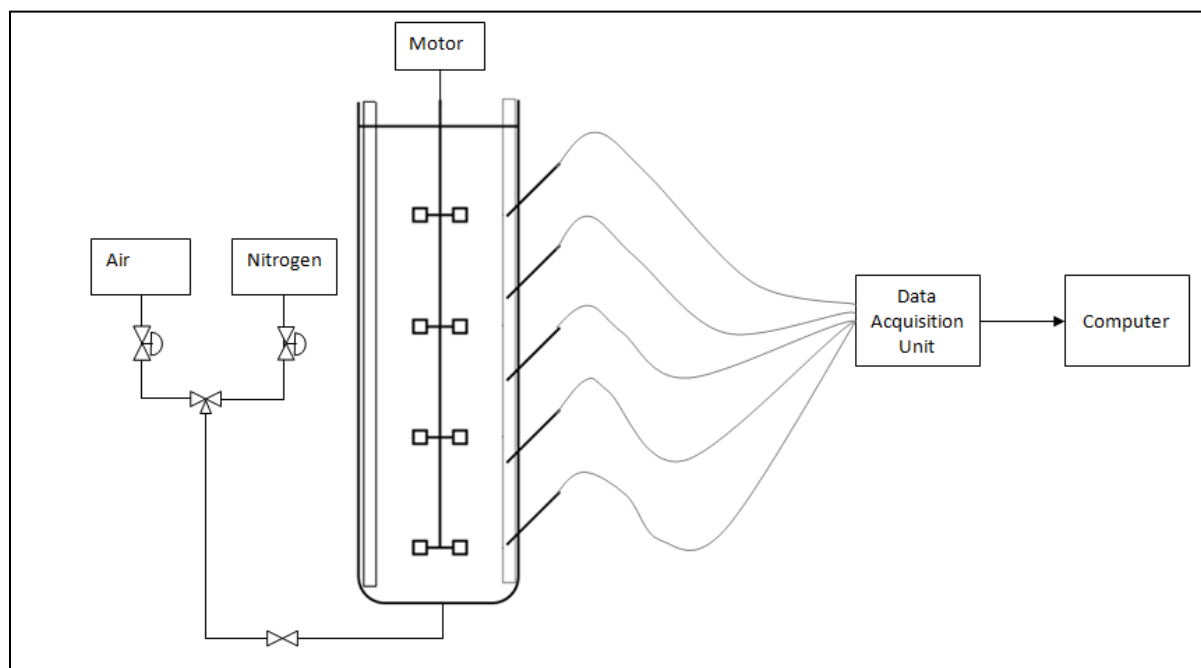 Motor
Air
Nitrogen
Data
Acquisition
Unit
Computer